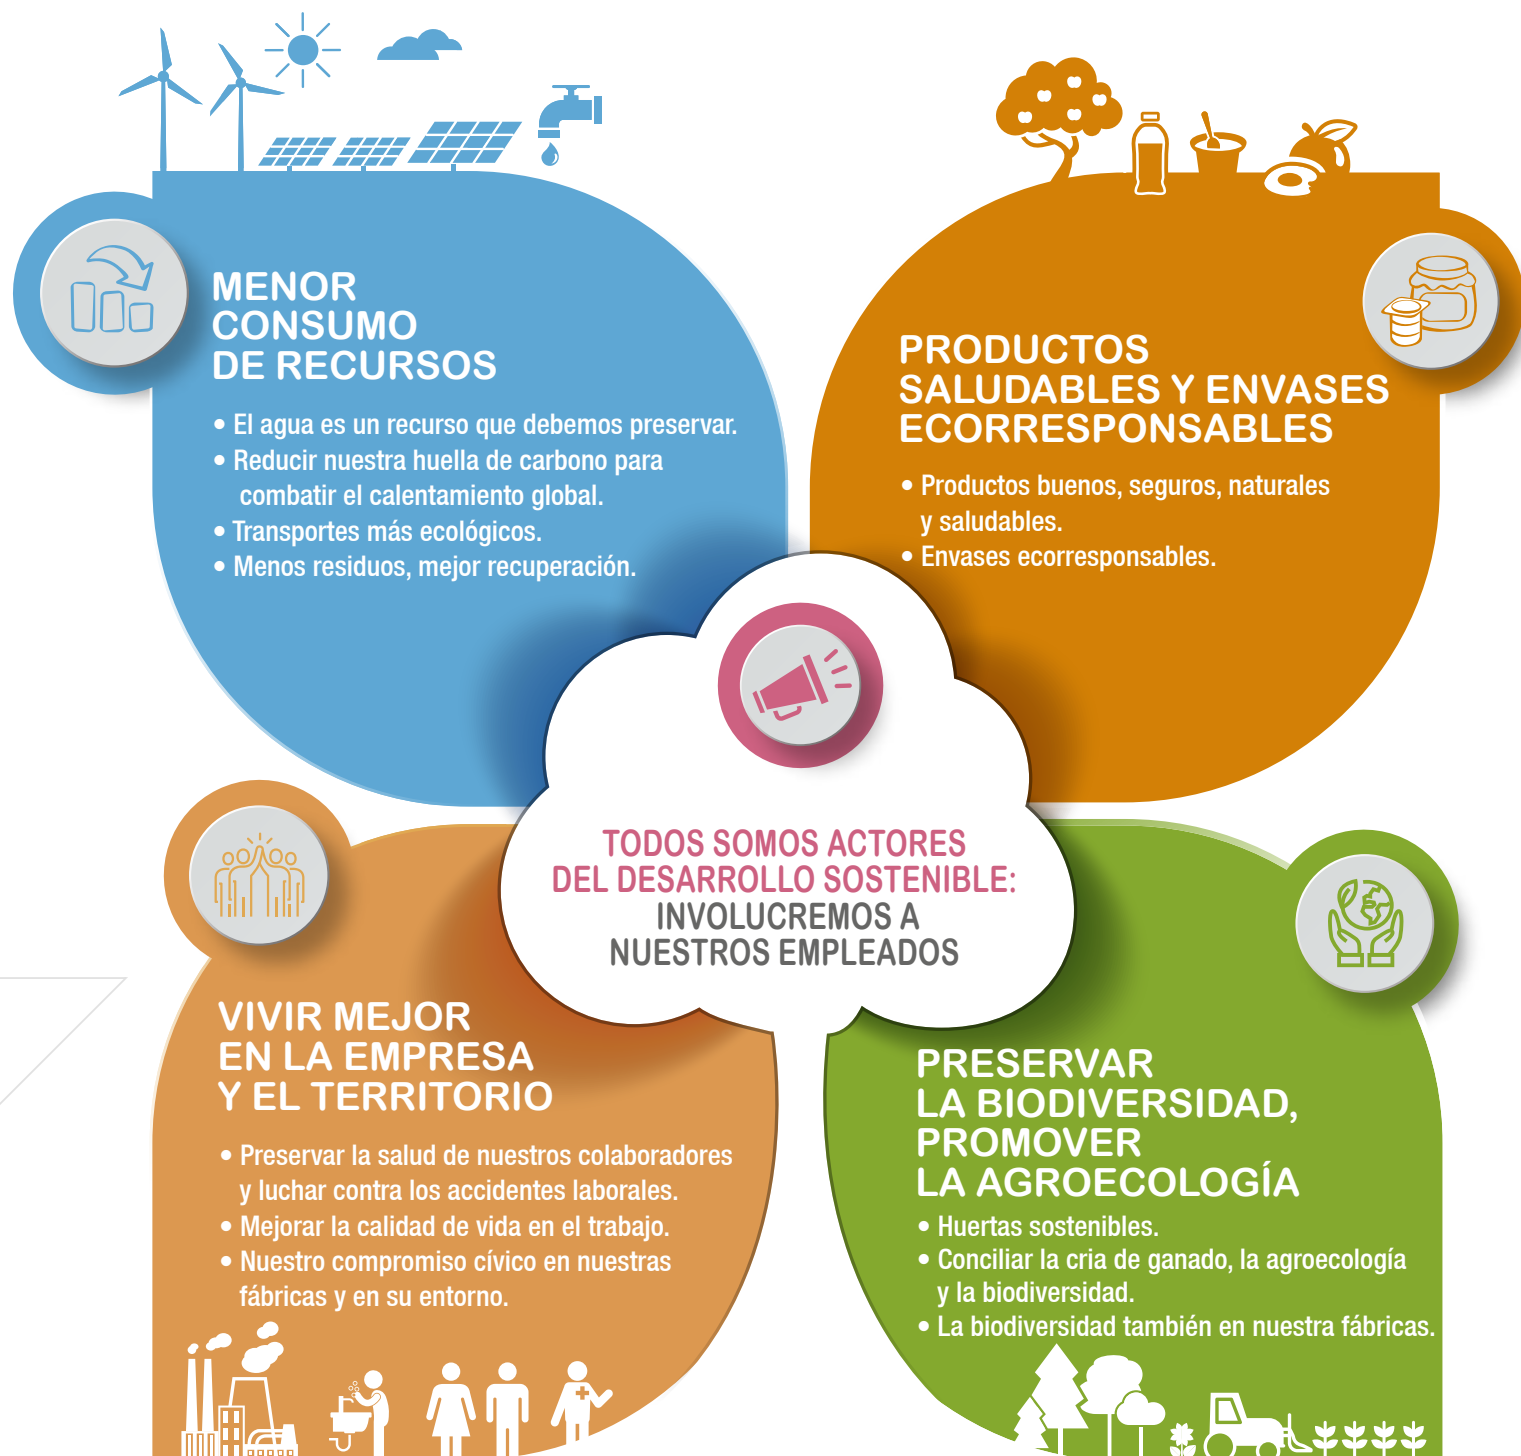 MENOR
CONSUMO
DE RECURSOS
• El agua es un recurso que debemos preservar.
• Reducir nuestra huella de carbono para
combatir el calentamiento global.
• Transportes más ecológicos.
• Menos residuos, mejor recuperación.
PRODUCTOS
SALUDABLES Y ENVASES
ECORRESPONSABLES
• Productos buenos, seguros, naturales
y saludables.
• Envases ecorresponsables.
TODOS SOMOS ACTORES
DEL DESARROLLO SOSTENIBLE:
INVOLUCREMOS A
NUESTROS EMPLEADOS
VIVIR MEJOR
EN LA EMPRESA
Y EL TERRITORIO
• Preservar la salud de nuestros colaboradores
y luchar contra los accidentes laborales.
• Mejorar la calidad de vida en el trabajo.
• Nuestro compromiso cívico en nuestras
fábricas y en su entorno.
PRESERVAR
LA BIODIVERSIDAD,
PROMOVER
LA AGROECOLOGÍA
• Huertas sostenibles.
• Conciliar la cria de ganado, la agroecología
y la biodiversidad.
• La biodiversidad también en nuestra fábricas.